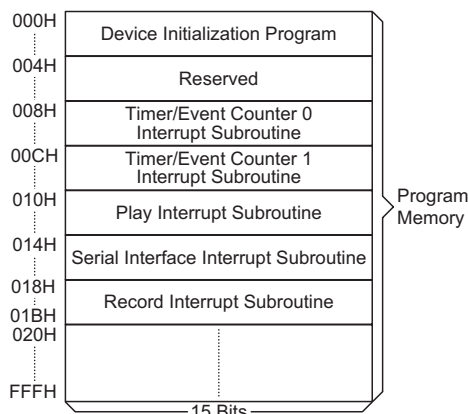 000H
Device Initialization Program
004H
Reserved
008H
Timer/Event Counter 0
Interrupt Subroutine
00CH
Timer/Event Counter 1
Interrupt Subroutine
010H
Play Interrupt Subroutine
Program
Memory
014H
Serial Interface Interrupt Subroutine
018H
Record Interrupt Subroutine
01BH
020H
FFFH
15 Bits